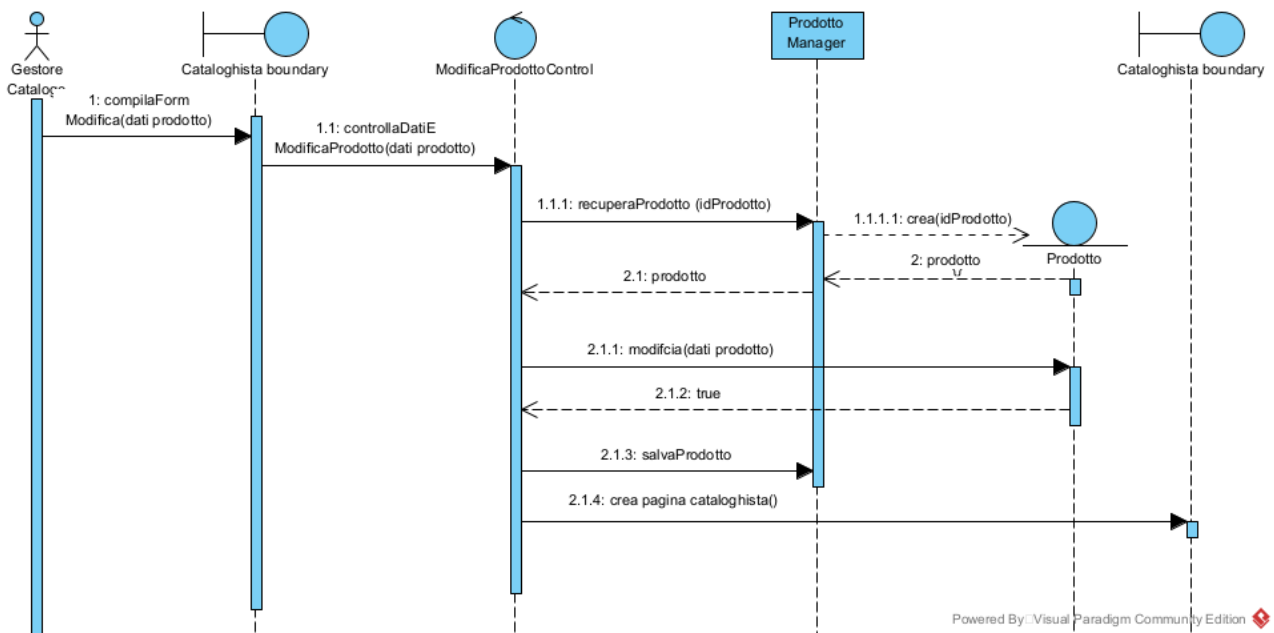 Gestore
Catalogo
Cataloghista boundary
ModificaProdottoControl
Prodotto
Manager
Cataloghista boundary
1: compilaForm
Modifica(dati prodotto)
1.1: controllaDatiE
ModificaProdotto(dati prodotto)
1.1.1: recuperaProdotto (idProdotto)
1.1.1.1: crea(idProdotto)
Prodotto
2: prodotto
2.1: prodotto
2.1.1: modifcia(dati prodotto)
2.1.2: true
2.1.3: salvaProdotto
2.1.4: crea pagina cataloghista()
Powered By Visual Paradigm Community Edition